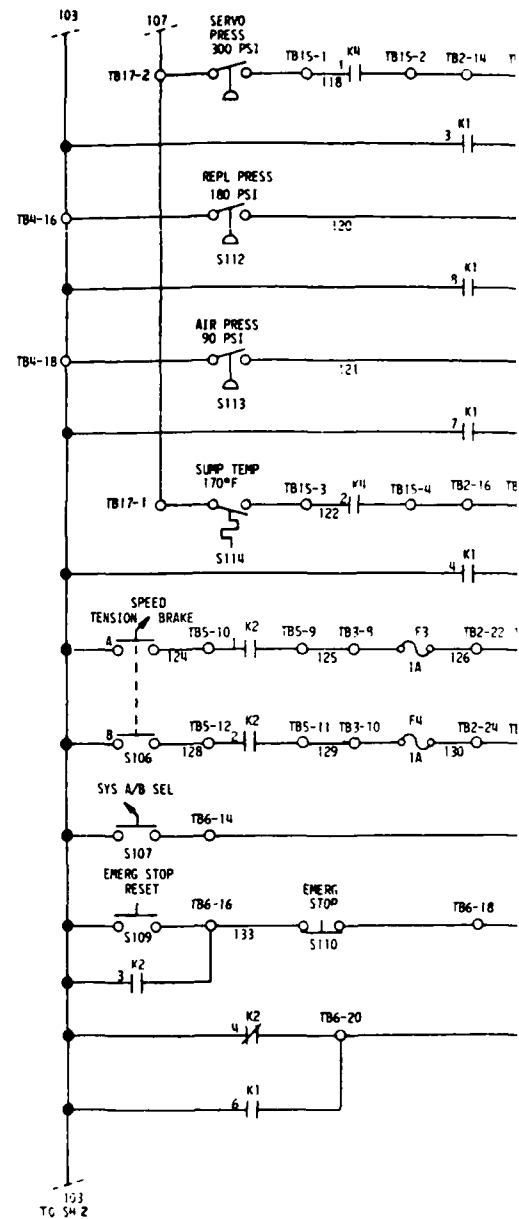 103
107
SERVO
PRESS
300 PSI
TB17-2
TB15-1
1
K4
118
TB15-2
TB2-14
3
K1
REPL PRESS
180 PSI
TB4-16
120
S112
8
K1
AIR PRESS
90 PSI
TB4-18
121
S113
7
K1
SUMP TEMP
170°F
TB17-1
TB15-3
2
K4
122
TB15-4
TB2-16
S114
4
K1
SPEED
TENSION
BRAKE
A
124
TB5-10
1
K2
TB5-9
125
TB3-9
F3
1A
126
TB2-22
B
S106
128
TB5-12
2
K2
TB5-11
129
TB3-10
F4
1A
130
TB2-24
SYS A/B SEL
S107
TB6-14
EMERG STOP
RESET
S109
TB6-16
133
EMERG
STOP
S110
TB6-18
3
K2
4
K2
TB6-20
6
K1
103
TO SH 2